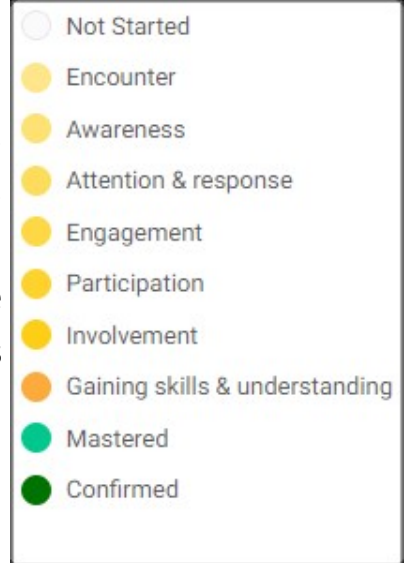 Not Started
Encounter
Awareness
Attention & response
Engagement
Participation
Involvement
Gaining skills & understanding
Mastered
Confirmed